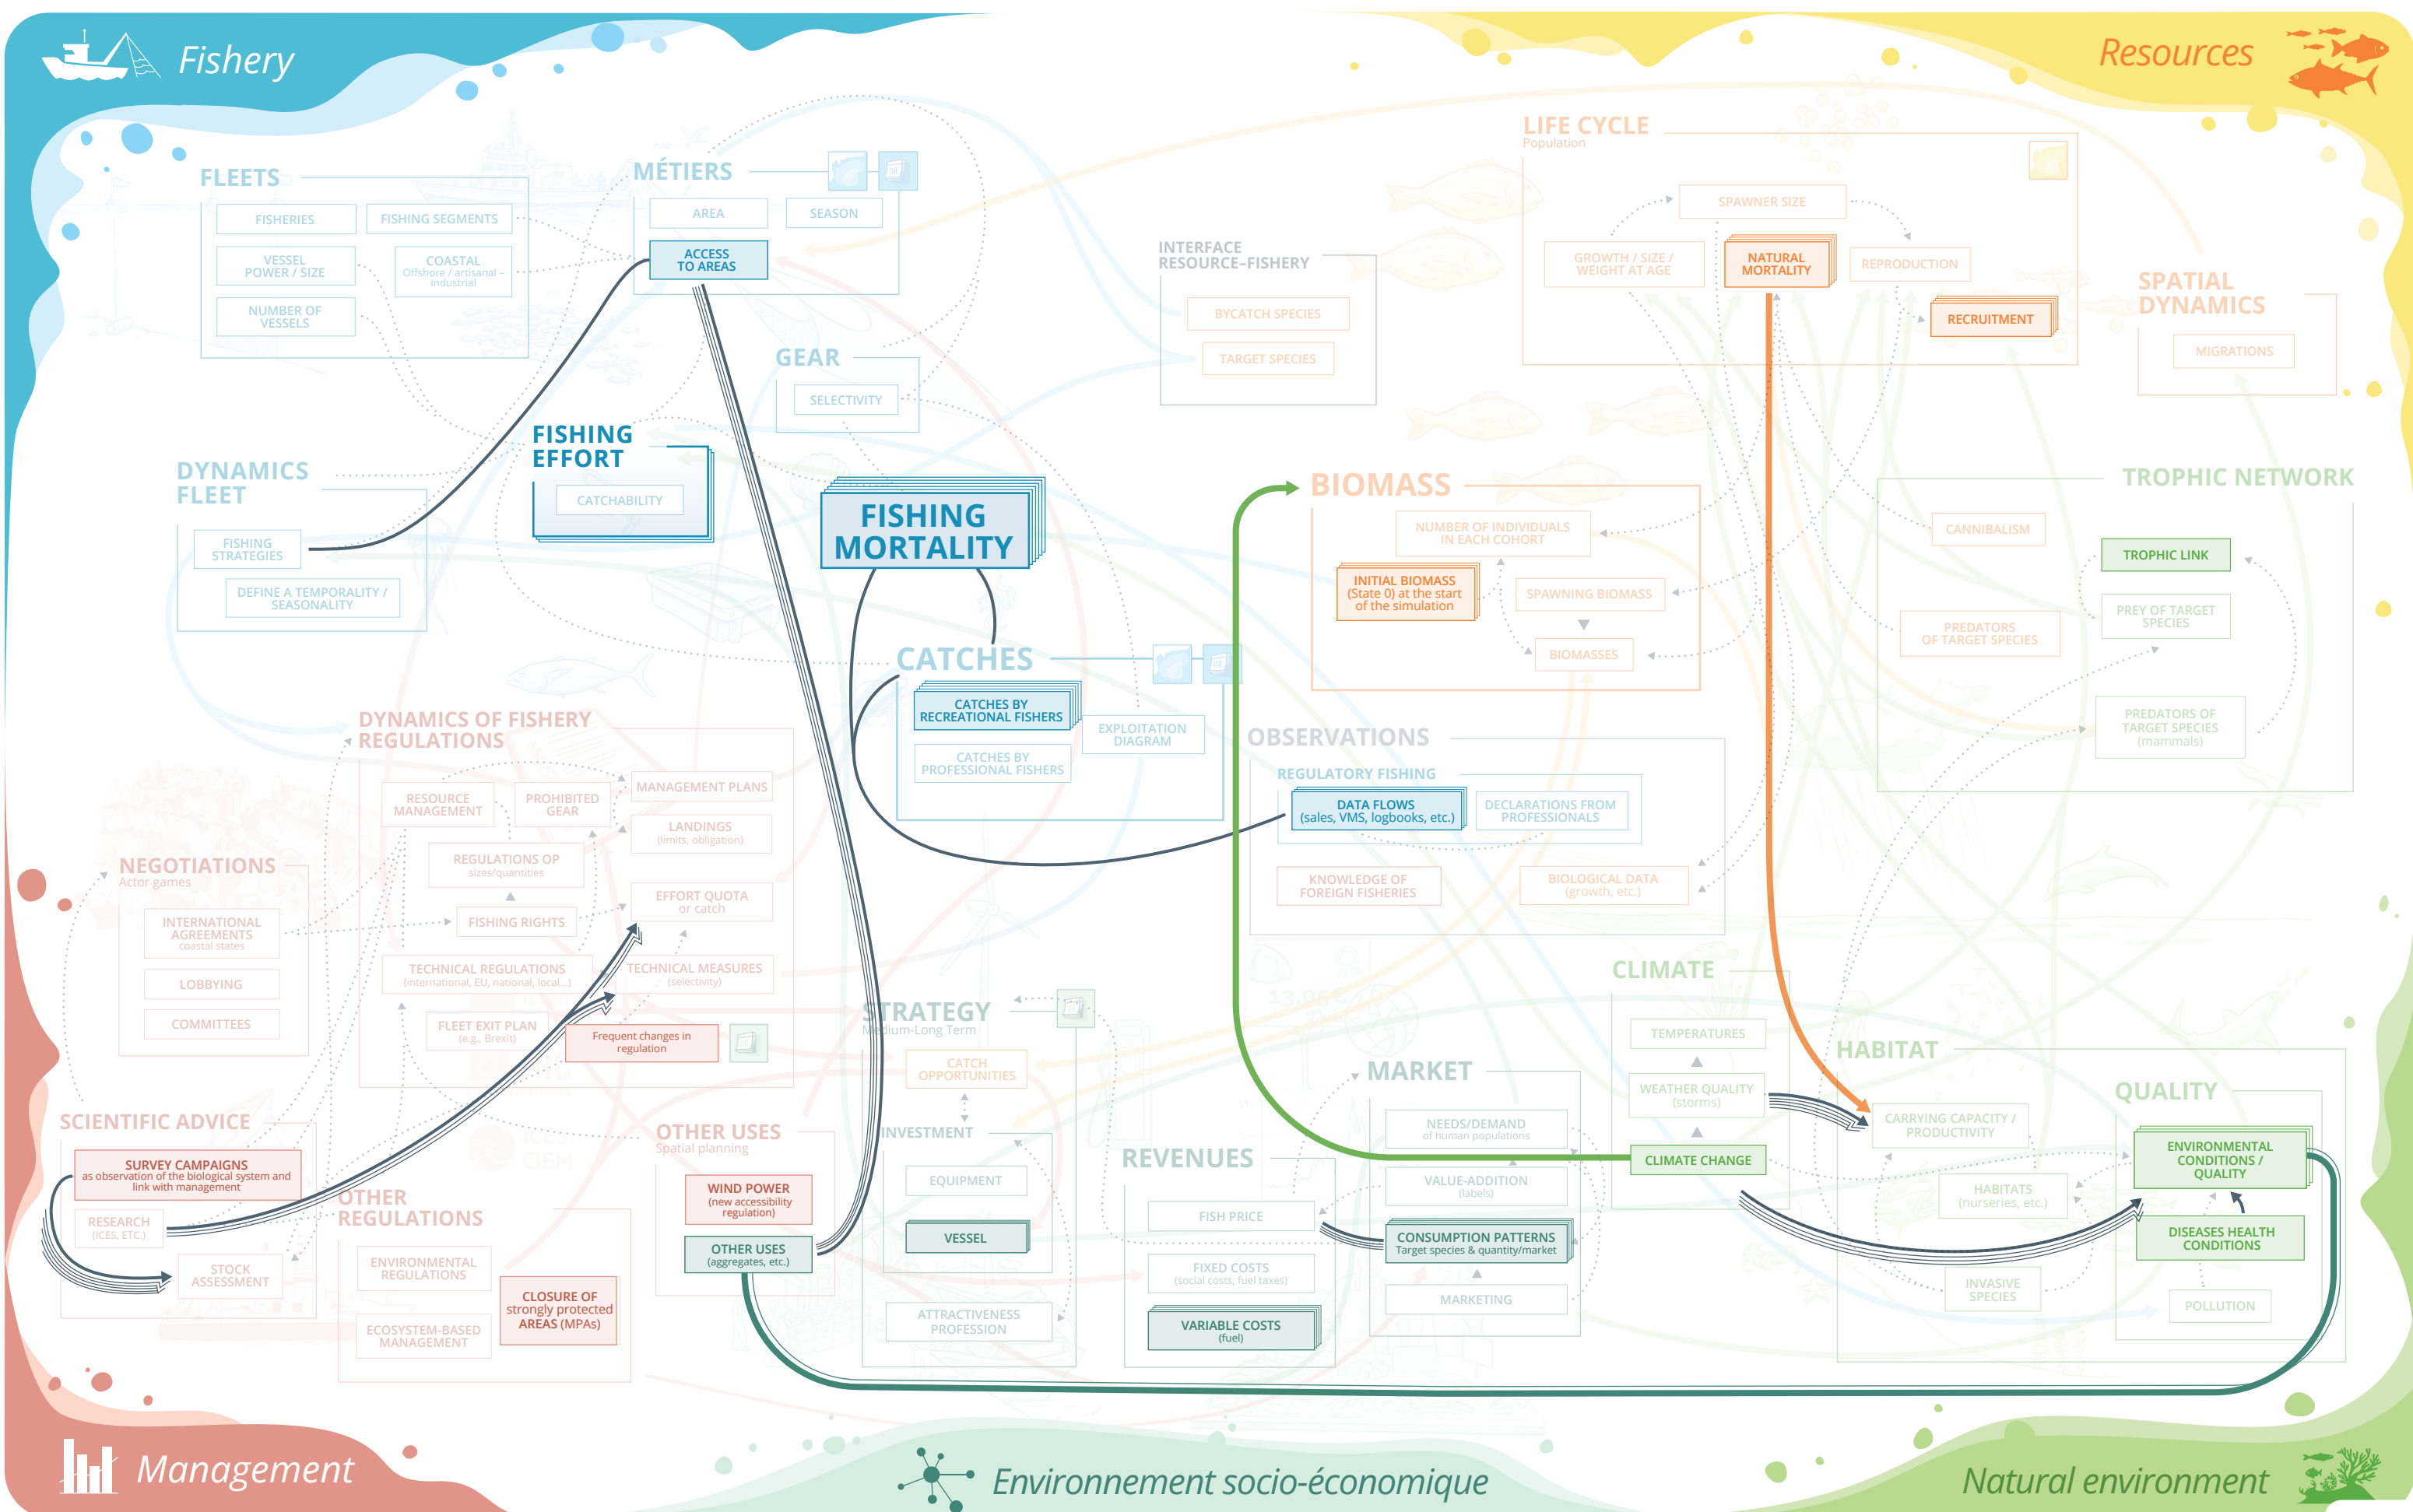 Fishery
Resources
FLEETS
FISHERIES
FISHING SEGMENTS
VESSEL
POWER / SIZE
COASTAL
Offshore / artisanal –
industrial
NUMBER OF
VESSELS
MÉTIERS
AREA
SEASON
ACCESS
TO AREAS
GEAR
SELECTIVITY
INTERFACE
RESOURCE–FISHERY
BYCATCH SPECIES
TARGET SPECIES
LIFE CYCLE
Population
SPAWNER SIZE
GROWTH / SIZE /
WEIGHT AT AGE
NATURAL
MORTALITY
REPRODUCTION
RECRUITMENT
SPATIAL
DYNAMICS
MIGRATIONS
DYNAMICS
FLEET
FISHING
STRATEGIES
DEFINE A TEMPORALITY /
SEASONALITY
FISHING
EFFORT
CATCHABILITY
FISHING
MORTALITY
CATCHES
CATCHES BY
RECREATIONAL FISHERS
EXPLOITATION
DIAGRAM
CATCHES BY
PROFESSIONAL FISHERS
BIOMASS
NUMBER OF INDIVIDUALS
IN EACH COHORT
INITIAL BIOMASS
(State 0) at the start
of the simulation
SPAWNING BIOMASS
BIOMASSES
TROPHIC NETWORK
CANNIBALISM
TROPHIC LINK
PREY OF TARGET
SPECIES
PREDATORS
OF TARGET SPECIES
PREDATORS OF
TARGET SPECIES
(mammals)
OBSERVATIONS
REGULATORY FISHING
DATA FLOWS
(sales, VMS, logbooks, etc.)
DECLARATIONS FROM
PROFESSIONALS
KNOWLEDGE OF
FOREIGN FISHERIES
BIOLOGICAL DATA
(growth, etc.)
DYNAMICS OF FISHERY
REGULATIONS
RESOURCE
MANAGEMENT
PROHIBITED
GEAR
MANAGEMENT PLANS
LANDINGS
(limits, obligation)
REGULATIONS OP
sizes/quantities
EFFORT QUOTA
or catch
FISHING RIGHTS
TECHNICAL REGULATIONS
(international, EU, national, local...)
TECHNICAL MEASURES
(selectivity)
FLEET EXIT PLAN
(e.g., Brexit)
Frequent changes in
regulation
NEGOTIATIONS
Actor games
INTERNATIONAL
AGREEMENTS
coastal states
LOBBYING
COMMITTEES
SCIENTIFIC ADVICE
SURVEY CAMPAIGNS
as observation of the biological system and
link with management
RESEARCH
(ICES, ETC.)
STOCK
ASSESSMENT
ICES
CIEM
OTHER
REGULATIONS
ENVIRONMENTAL
REGULATIONS
ECOSYSTEM-BASED
MANAGEMENT
CLOSURE OF
strongly protected
AREAS (MPAs)
OTHER USES
Spatial planning
WIND POWER
(new accessibility
regulation)
OTHER USES
(aggregates, etc.)
STRATEGY
Medium-Long Term
CATCH
OPPORTUNITIES
INVESTMENT
EQUIPMENT
VESSEL
ATTRACTIVENESS
PROFESSION
13,05€
REVENUES
FISH PRICE
FIXED COSTS
(social costs, fuel taxes)
VARIABLE COSTS
(fuel)
MARKET
NEEDS/DEMAND
of human populations
VALUE-ADDITION
(labels)
CONSUMPTION PATTERNS
Target species & quantity/market
MARKETING
CLIMATE
TEMPERATURES
WEATHER QUALITY
(storms)
CLIMATE CHANGE
HABITAT
CARRYING CAPACITY /
PRODUCTIVITY
HABITATS
(nurseries, etc.)
INVASIVE
SPECIES
QUALITY
ENVIRONMENTAL
CONDITIONS /
QUALITY
DISEASES HEALTH
CONDITIONS
POLLUTION
Management
Environnement socio-économique
Natural environment